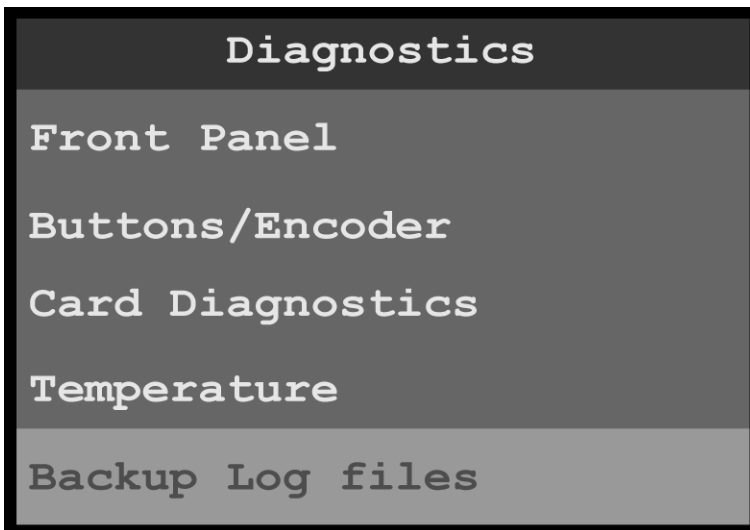 Diagnostics
Front Panel
Buttons/Encoder
Card Diagnostics
Temperature
Backup Log files